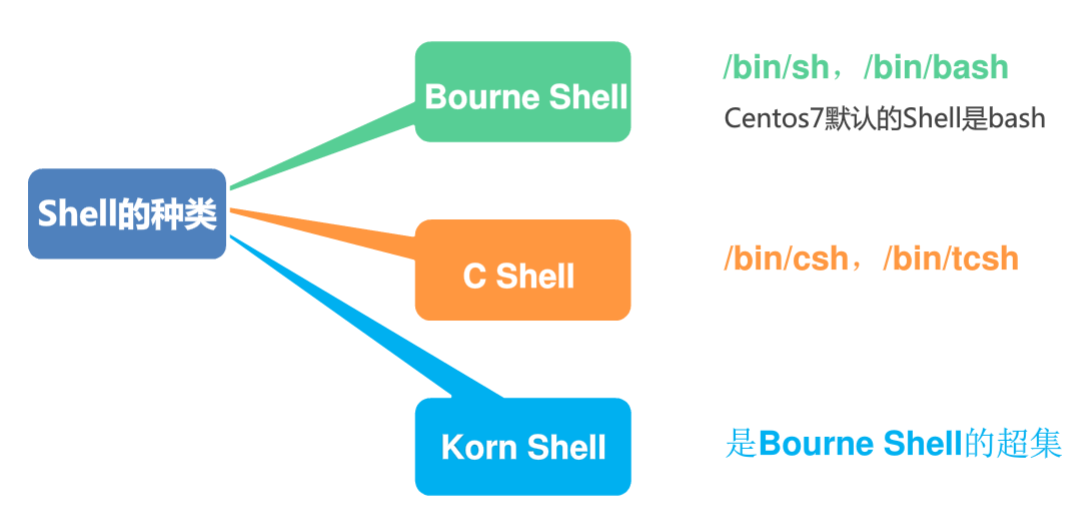 Shell的种类
Bourne Shell
/bin/sh，/bin/bash
Centos7默认的Shell是bash
C Shell
/bin/csh，/bin/tcsh
Korn Shell
是Bourne Shell的超集